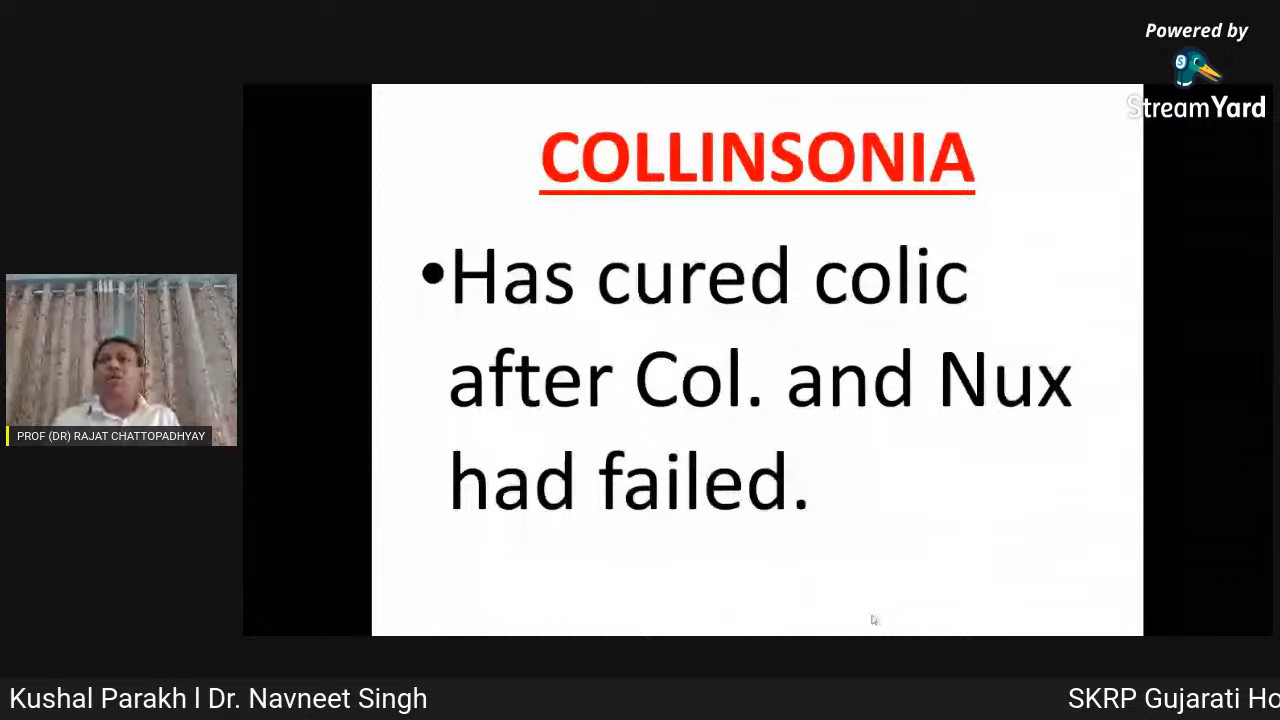 Powered by
StreamYard
COLLINSONIA
•Has cured colic
after Col. and Nux
had failed.
PROF (DR) RAJAT CHATTOPADHYAY
Kushal Parakh l Dr. Navneet Singh
SKRP Gujarati Ho